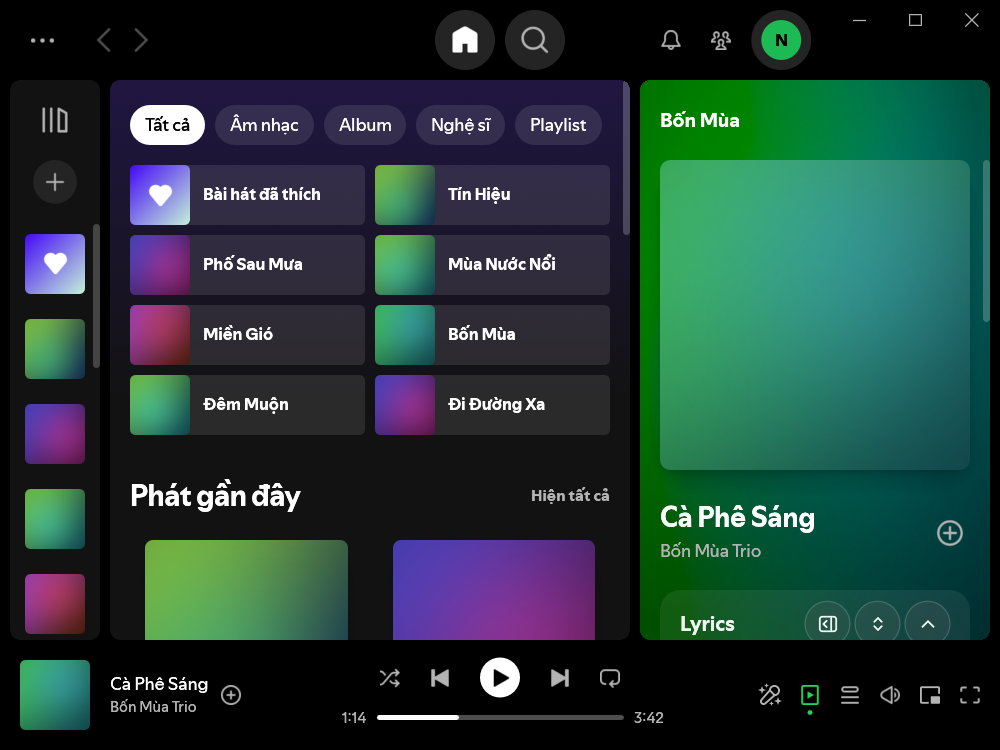 N
Tất cả
Âm nhạc
Album
Nghệ sĩ
Playlist
Bài hát đã thích
Tín Hiệu
Phố Sau Mưa
Mùa Nước Nổi
Miền Gió
Bốn Mùa
Đêm Muộn
Đi Đường Xa
Phát gần đây
Hiện tất cả
Bốn Mùa
Cà Phê Sáng
Bốn Mùa Trio
Lyrics
Cà Phê Sáng
Bốn Mùa Trio
1:14
3:42